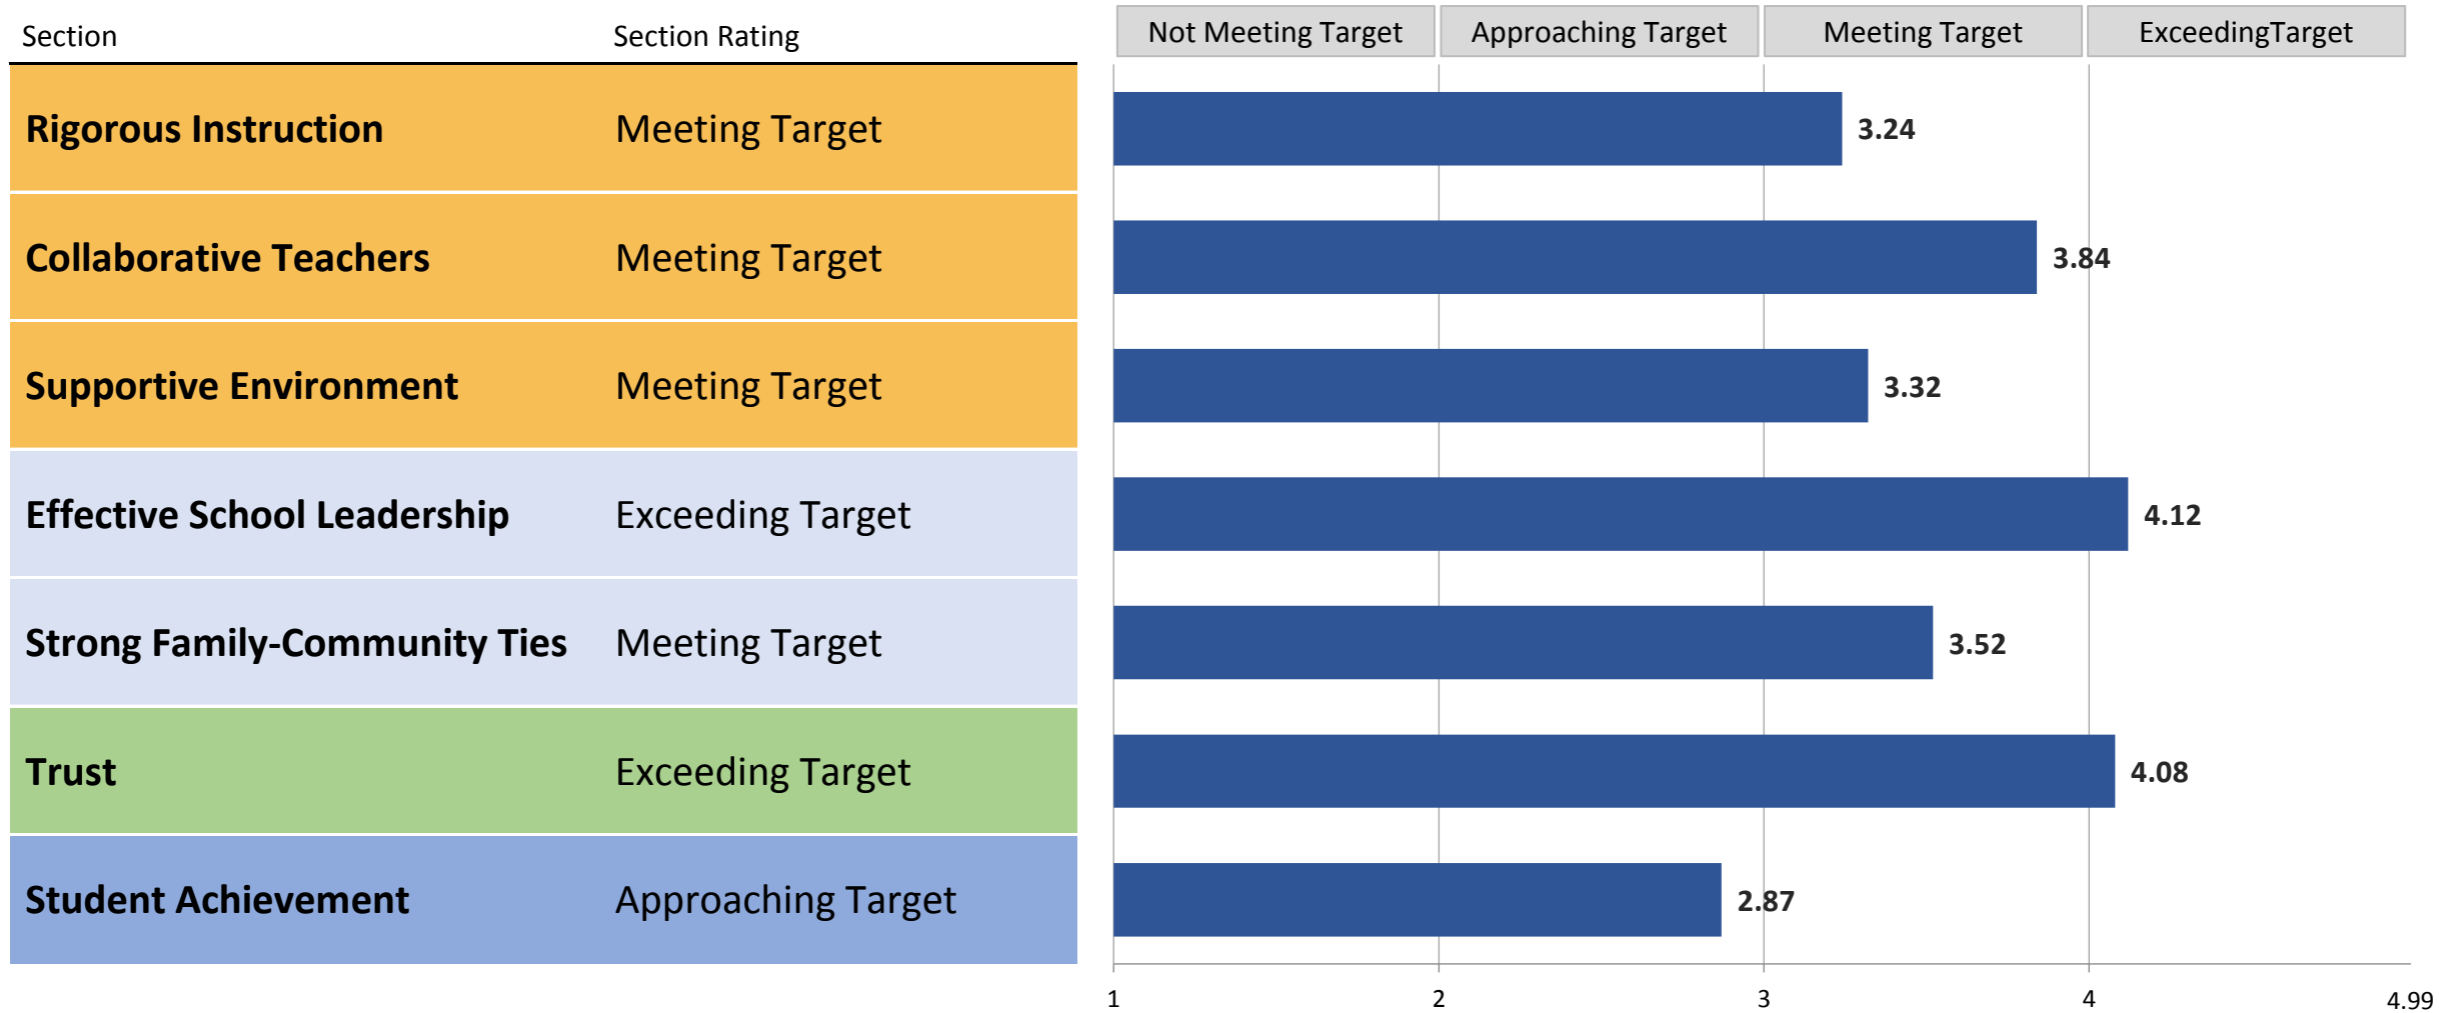 Section Section Rating Not Meeting Target Approaching Target Meeting Target ExceedingTarget
Rigorous Instruction Meeting Target 3.24
Collaborative Teachers Meeting Target 3.84
Supportive Environment Meeting Target 3.32
Effective School Leadership Exceeding Target 4.12
Strong Family-Community Ties Meeting Target 3.52
Trust Exceeding Target 4.08
Student Achievement Approaching Target 2.87
1 2 3 4 4.99